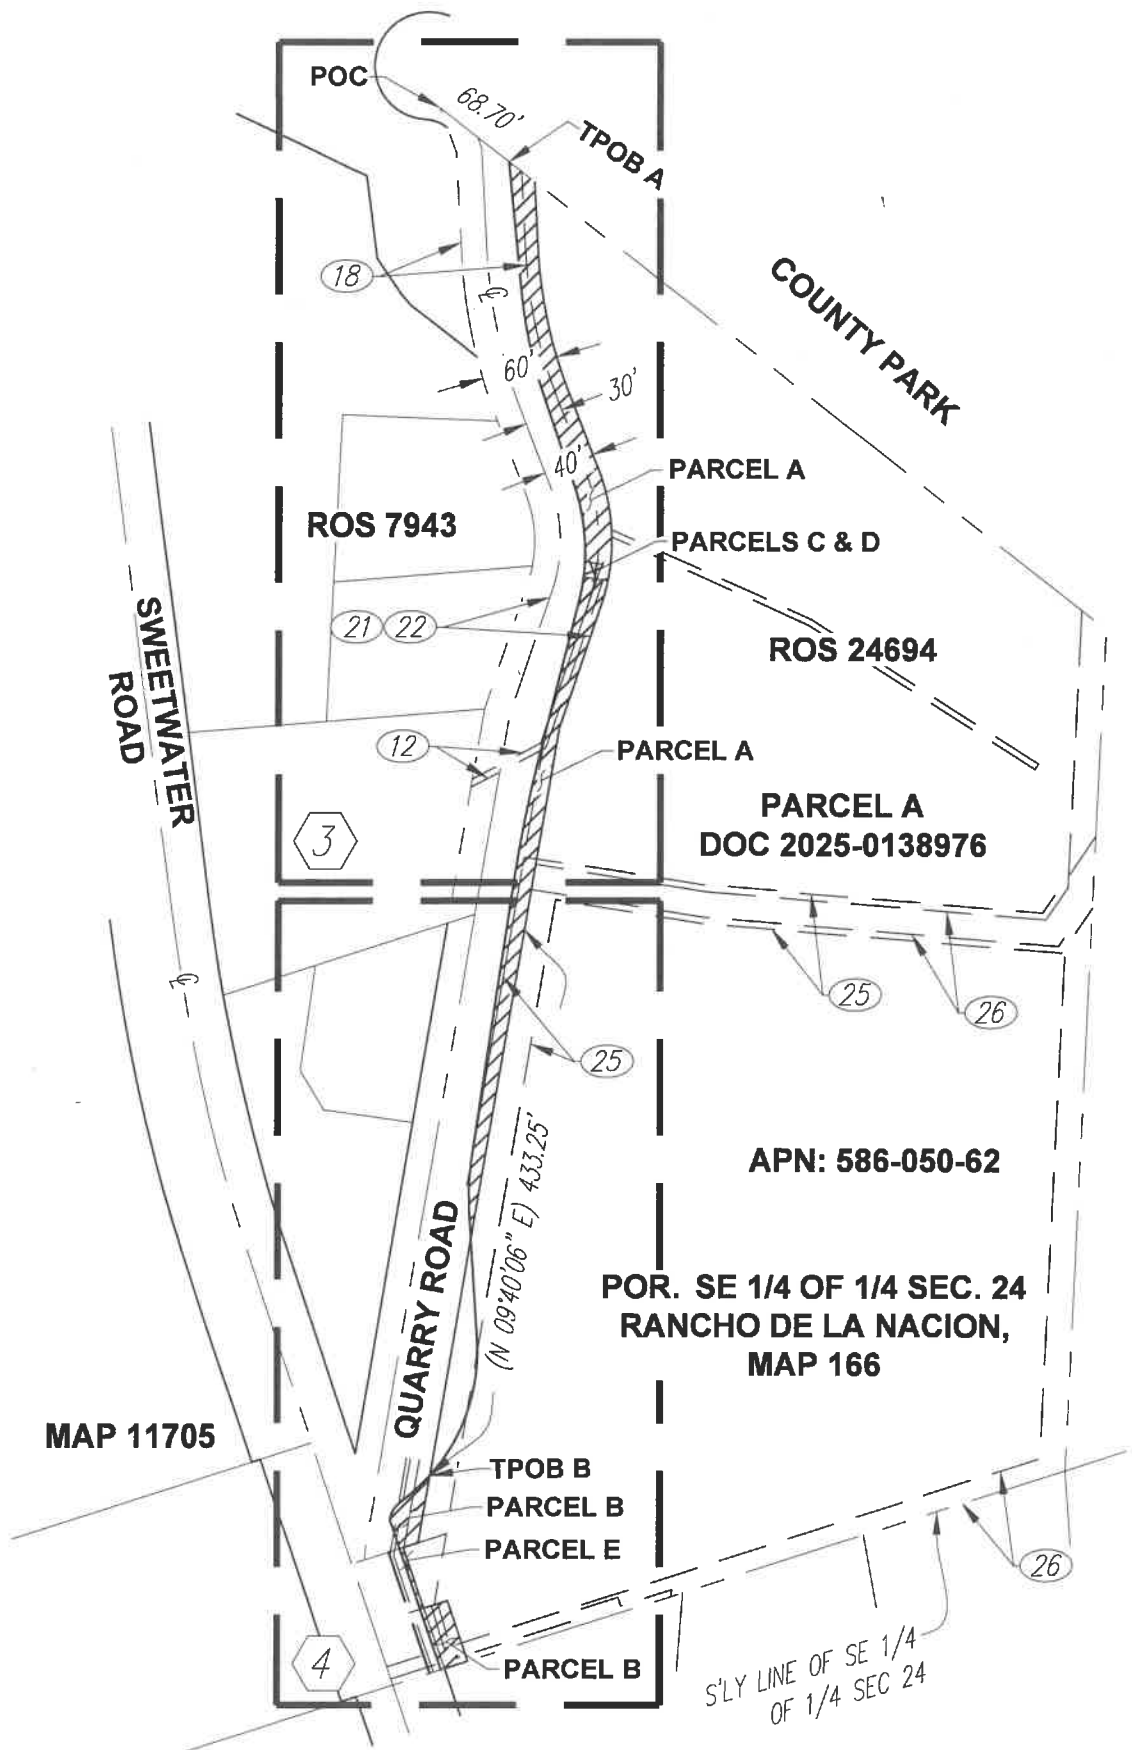 POC
68.70'
TPOB A
18
COUNTY PARK
60'
30'
40'
PARCEL A
ROS 7943
PARCELS C & D
21
22
ROS 24694
SWEETWATER
ROAD
12
PARCEL A
PARCEL A
DOC 2025-0138976
3
25
26
25
(N 09°40'06" E) 433.25'
APN: 586-050-62
QUARRY ROAD
POR. SE 1/4 OF 1/4 SEC. 24
RANCHO DE LA NACION,
MAP 166
MAP 11705
TPOB B
PARCEL B
PARCEL E
26
4
PARCEL B
S'LY LINE OF SE 1/4
OF 1/4 SEC 24